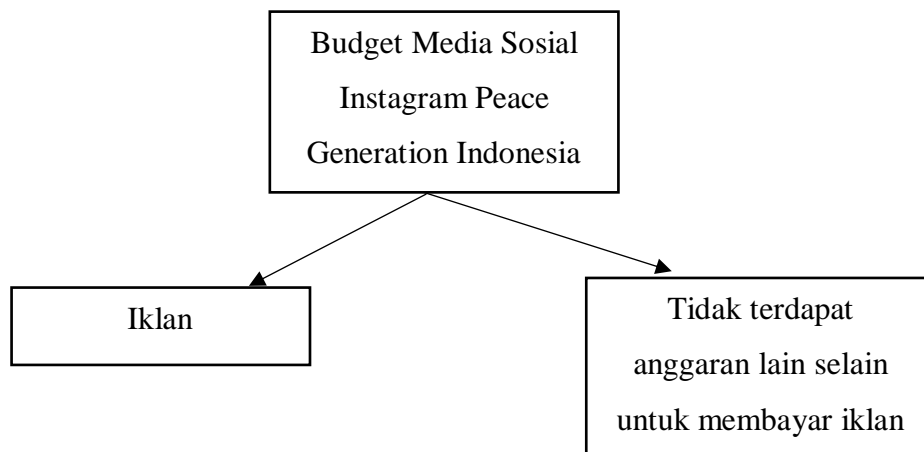 Budget Media Sosial
Instagram Peace
Generation Indonesia
Iklan
Tidak terdapat
anggaran lain selain
untuk membayar iklan